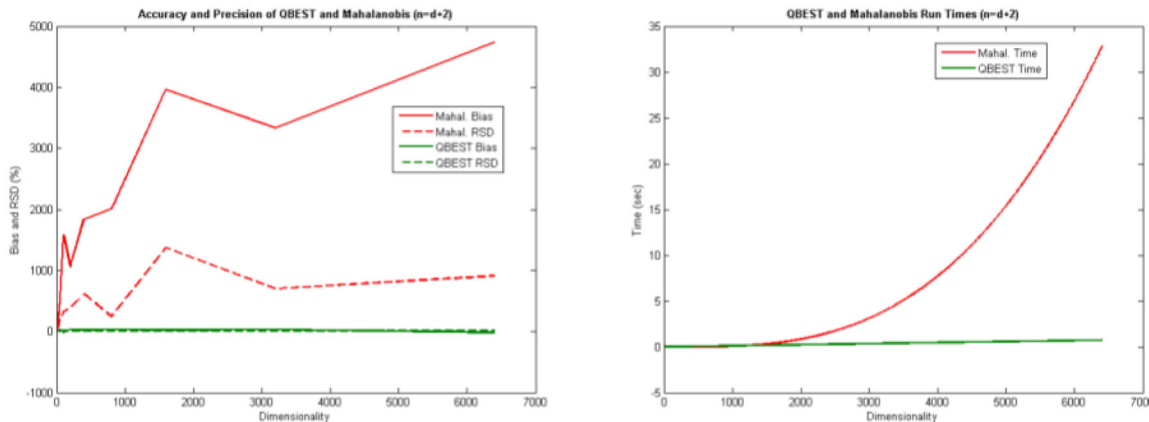 Accuracy and Precision of QBEST and Mahalanobis (n=d+2)
5000
4000
3000
2000
1000
0
-1000
Bias and RSD (%)
Mahal. Bias
Mahal. RSD
QBEST Bias
QBEST RSD
0 1000 2000 3000 4000 5000 6000 7000
Dimensionality
QBEST and Mahalanobis Run Times (n=d+2)
35
30
25
20
15
10
5
0
-5
Time (sec)
Mahal. Time
QBEST Time
0 1000 2000 3000 4000 5000 6000 7000
Dimensionality